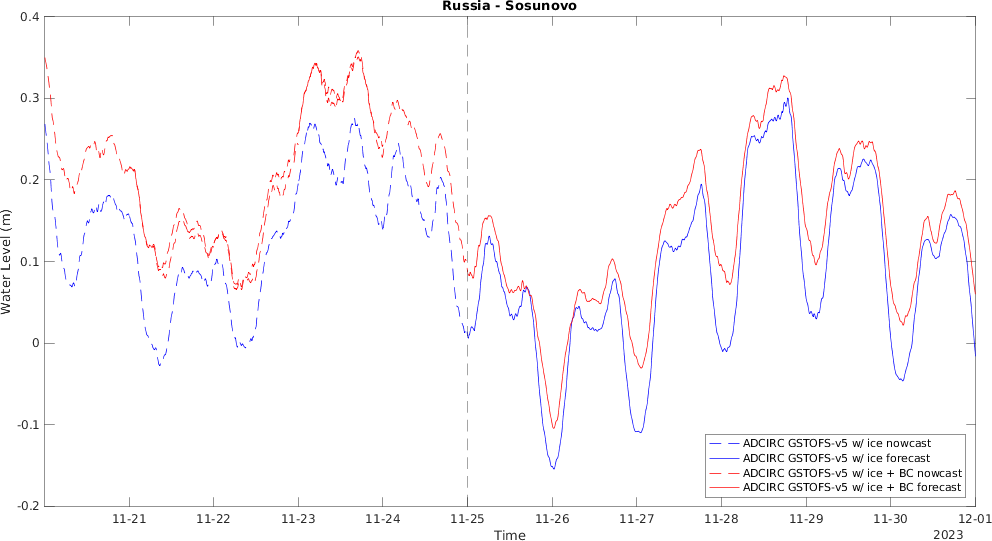 Russia - Sosunovo
0.4
0.3
0.2
0.1
0
-0.1
-0.2
Water Level (m)
11-21
11-22
11-23
11-24
11-25
11-26
11-27
11-28
11-29
11-30
12-01
Time
2023
ADCIRC GSTOFS-v5 w/ ice nowcast
ADCIRC GSTOFS-v5 w/ ice forecast
ADCIRC GSTOFS-v5 w/ ice + BC nowcast
ADCIRC GSTOFS-v5 w/ ice + BC forecast